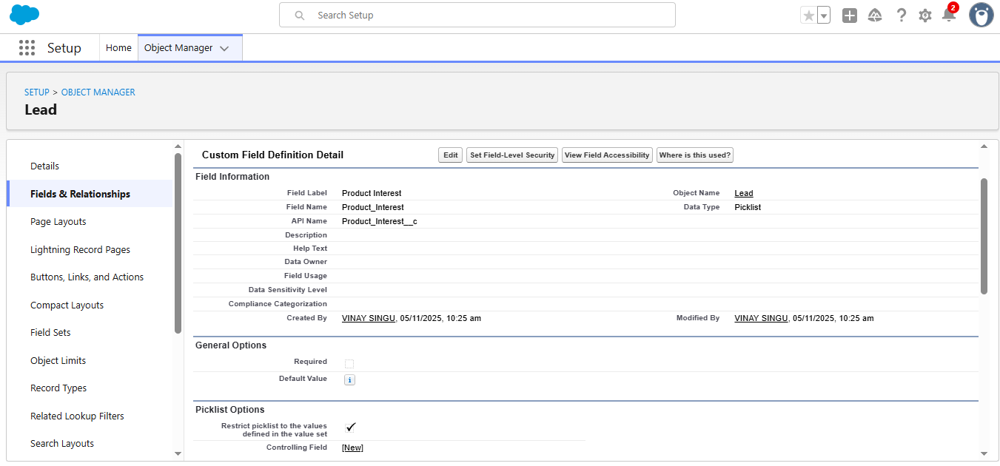 Search Setup
2
Setup
Home
Object Manager
SETUP > OBJECT MANAGER
Lead
Details
Fields & Relationships
Page Layouts
Lightning Record Pages
Buttons, Links, and Actions
Compact Layouts
Field Sets
Object Limits
Record Types
Related Lookup Filters
Search Layouts
Custom Field Definition Detail
Edit
Set Field-Level Security
View Field Accessibility
Where is this used?
Field Information
Field Label Product Interest Object Name Lead
Field Name Product_Interest Data Type Picklist
API Name Product_Interest__c
Description
Help Text
Data Owner
Field Usage
Data Sensitivity Level
Compliance Categorization
Created By VINAY SINGU, 05/11/2025, 10:25 am Modified By VINAY SINGU, 05/11/2025, 10:25 am
General Options
Required
Default Value i
Picklist Options
Restrict picklist to the values
defined in the value set
Controlling Field [New]